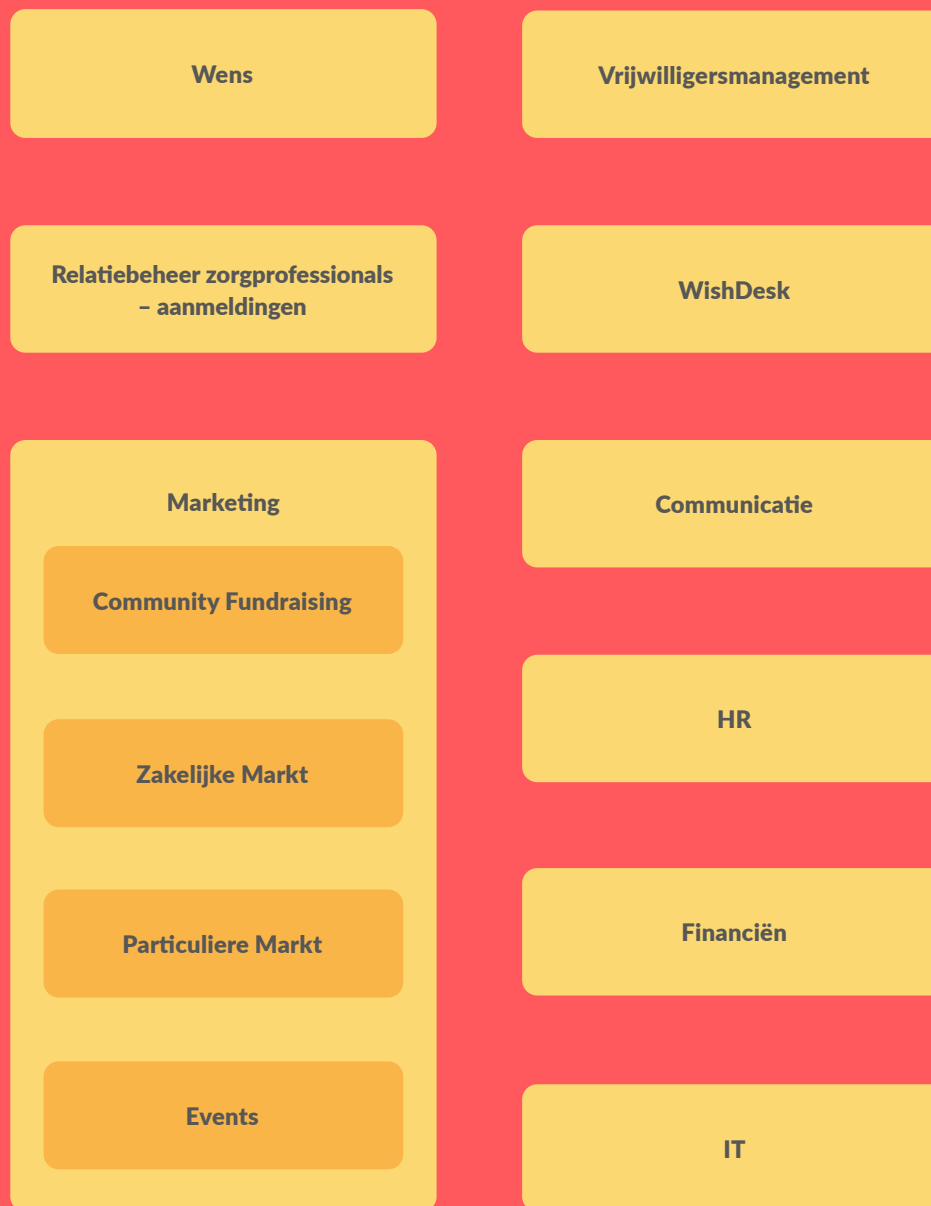 Wens
Relatiebeheer zorgprofessionals
– aanmeldingen
Marketing
Community Fundraising
Zakelijke Markt
Particuliere Markt
Events
Vrijwilligersmanagement
WishDesk
Communicatie
HR
Financiën
IT